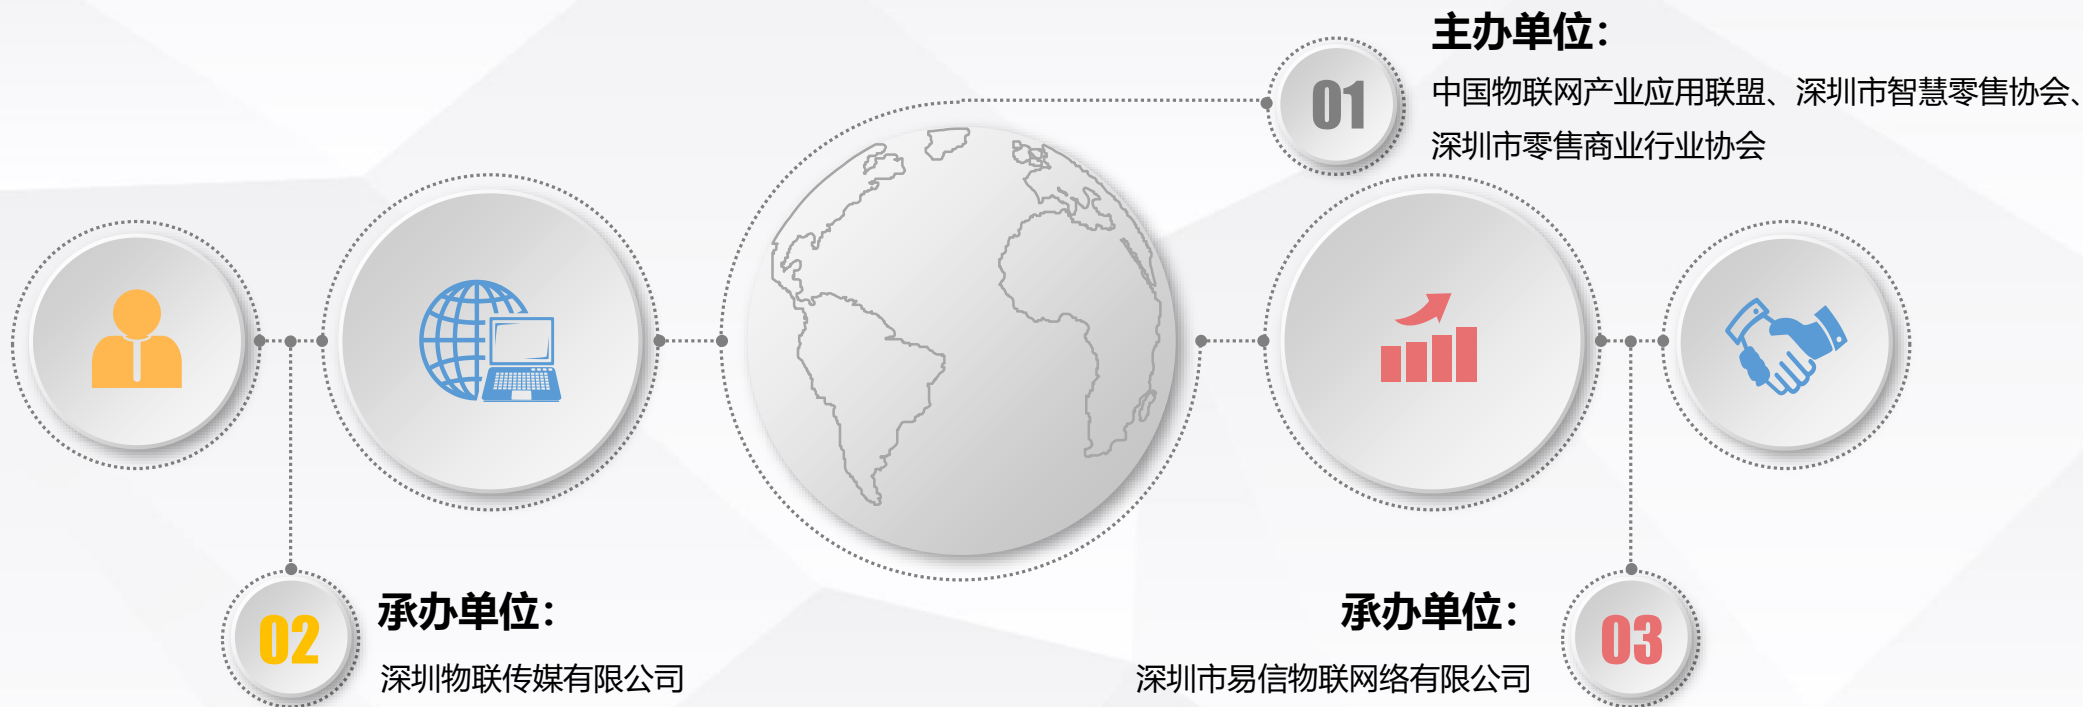 01
主办单位：
中国物联网产业应用联盟、深圳市智慧零售协会、
深圳市零售商业行业协会
02
承办单位：
深圳物联传媒有限公司
承办单位：
深圳市易信物联网络有限公司
03